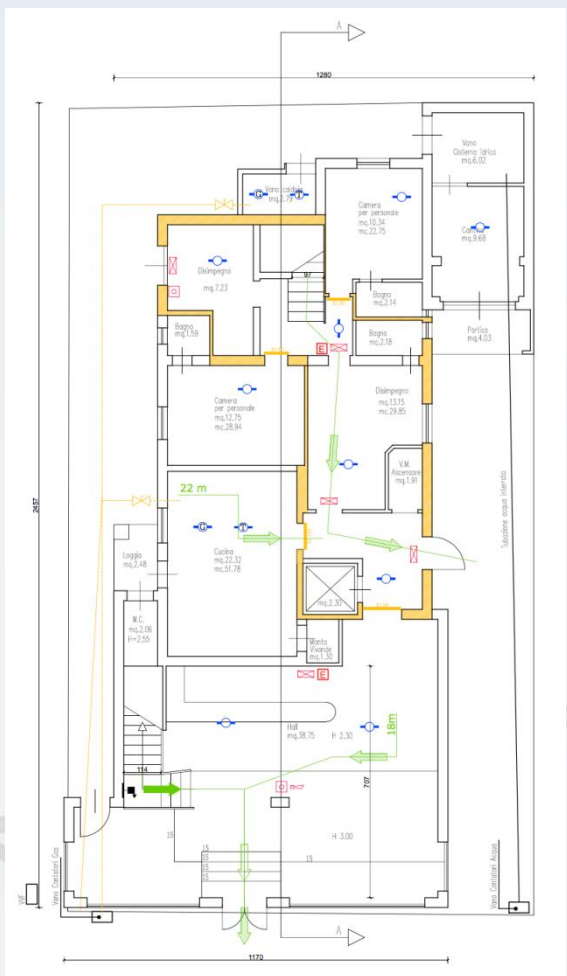 A
1280
Vano
Cisterna Idrica
mq.6.02
Vano caldaia
mq.2.79
G
T
Camera
per personale
mq.10.34
mc.22.75
Cantina
mq.9.68
Disimpegno
mq.7.23
97
Bagno
mq.2.14
Bagno
mq.1.59
Bagno
mq.2.18
Portico
mq.4.03
E
Camera
per personale
mq.12.75
mc.28.94
Disimpegno
mq.13.15
mc.29.85
V.M.
Ascensore
mq.1.91
22 m
2457
Tubazione acqua interrata
G
T
Loggia
mq.2.48
Cucina
mq.22.32
mc.51.78
W.C.
mq.2.06
H=2.55
mq.2.30
Monta
Vivande
mq.1.30
E
Hall
mq.38.75
H 2.30
18m
114
707
H 3.00
15
15
15
15
15
15
VVF
Vano Contatori Gas
Vano Contatori Acqua
A
1170